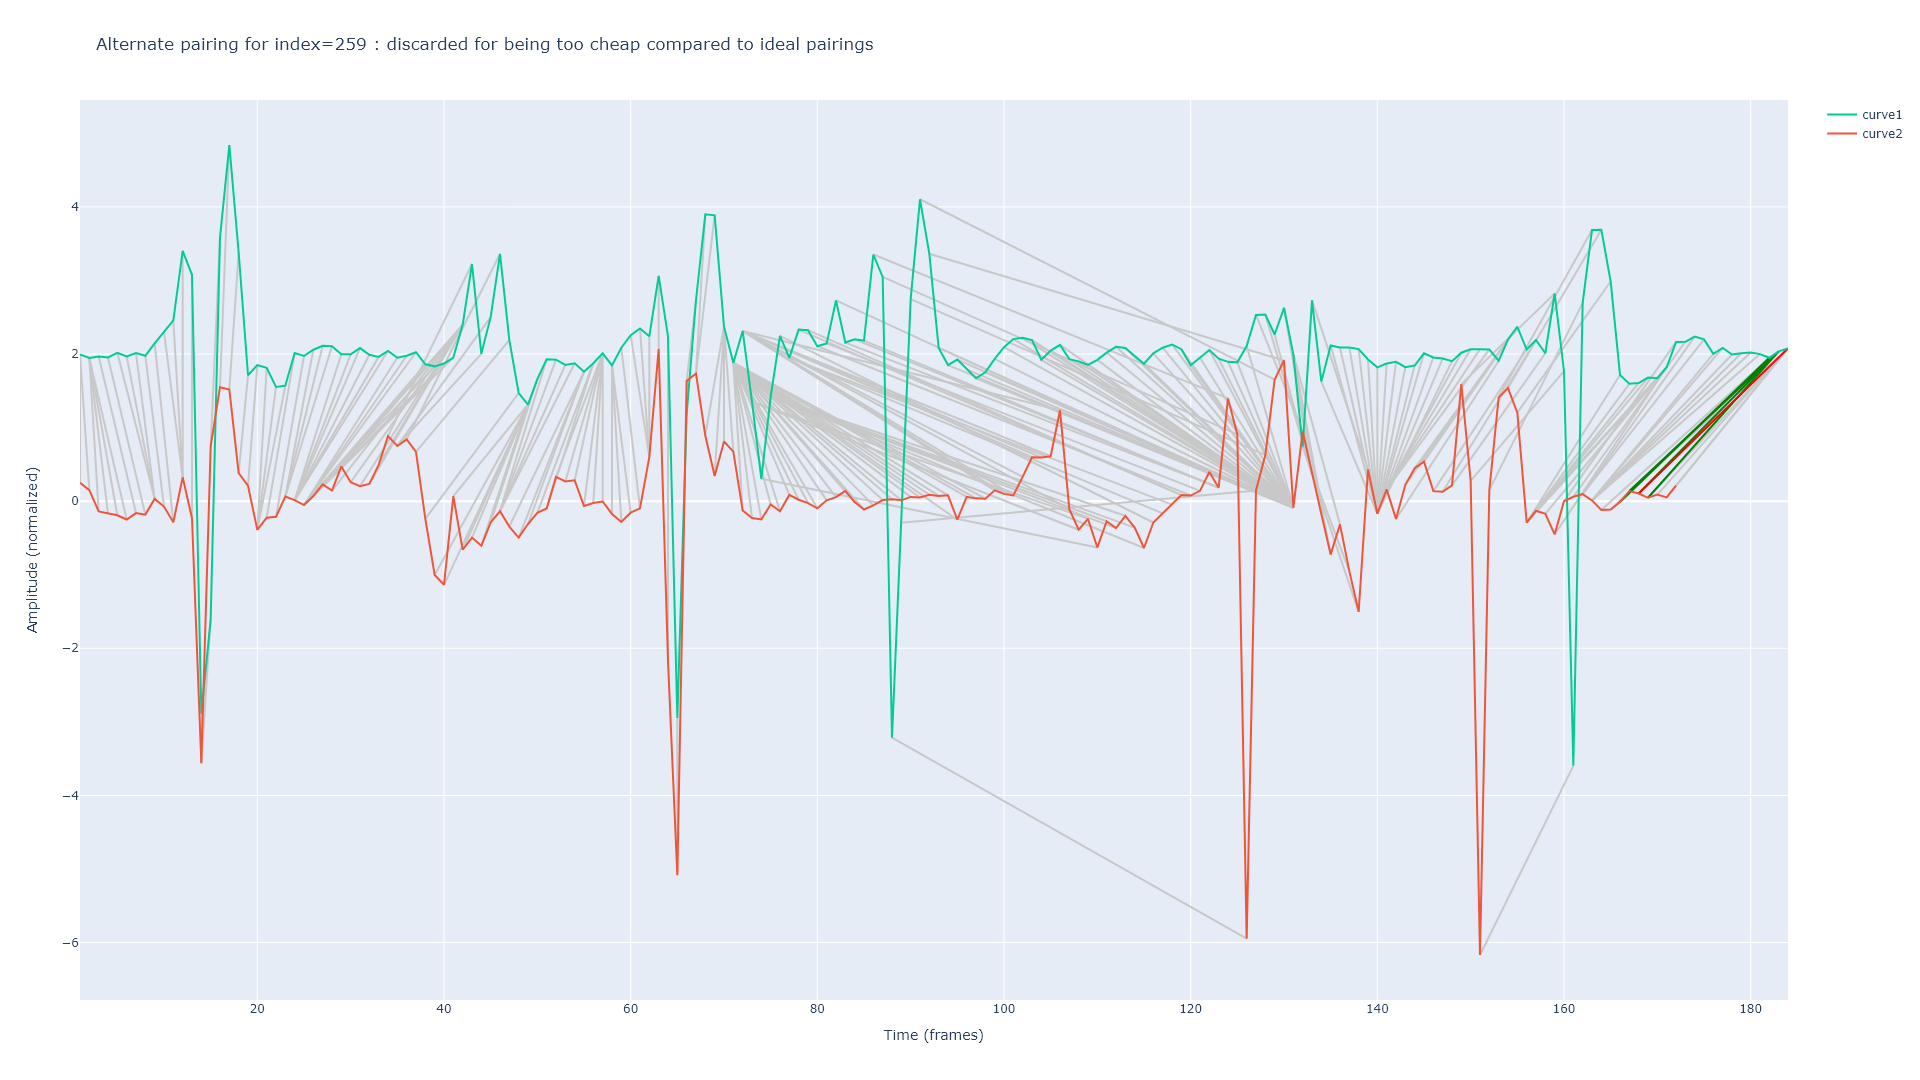 Alternate pairing for index=259 : discarded for being too cheap compared to ideal pairings
curve1
curve2
4
2
0
−2
−4
−6
Amplitude (normalized)
20 40 60 80 100 120 140 160 180
Time (frames)